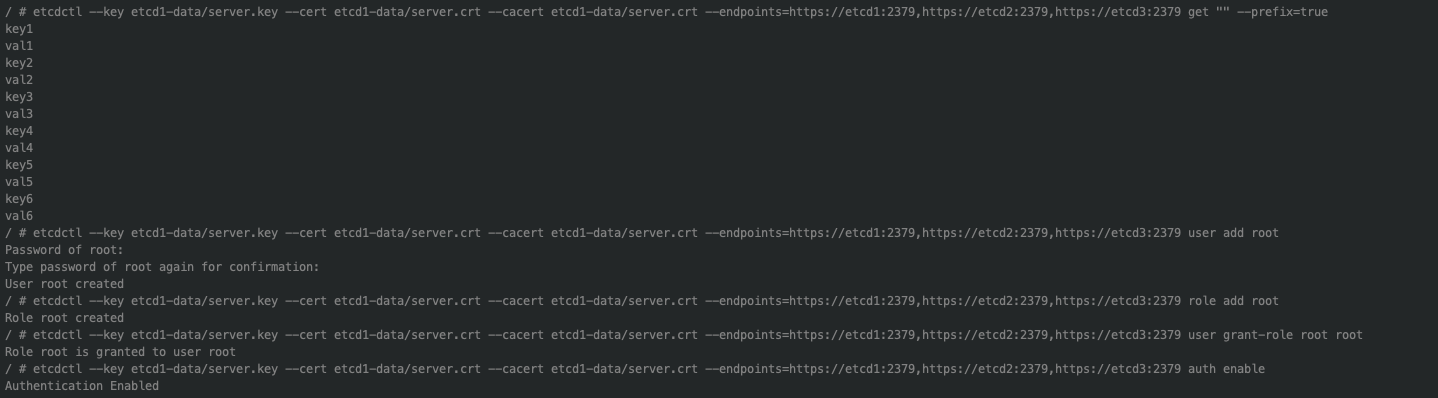 / # etcdctl --key etcd1-data/server.key --cert etcd1-data/server.crt --cacert etcd1-data/server.crt --endpoints=https://etcd1:2379,https://etcd2:2379,https://etcd3:2379 get "" --prefix=true
key1
val1
key2
val2
key3
val3
key4
val4
key5
val5
key6
val6
/ # etcdctl --key etcd1-data/server.key --cert etcd1-data/server.crt --cacert etcd1-data/server.crt --endpoints=https://etcd1:2379,https://etcd2:2379,https://etcd3:2379 user add root
Password of root:
Type password of root again for confirmation:
User root created
/ # etcdctl --key etcd1-data/server.key --cert etcd1-data/server.crt --cacert etcd1-data/server.crt --endpoints=https://etcd1:2379,https://etcd2:2379,https://etcd3:2379 role add root
Role root created
/ # etcdctl --key etcd1-data/server.key --cert etcd1-data/server.crt --cacert etcd1-data/server.crt --endpoints=https://etcd1:2379,https://etcd2:2379,https://etcd3:2379 user grant-role root root
Role root is granted to user root
/ # etcdctl --key etcd1-data/server.key --cert etcd1-data/server.crt --cacert etcd1-data/server.crt --endpoints=https://etcd1:2379,https://etcd2:2379,https://etcd3:2379 auth enable
Authentication Enabled